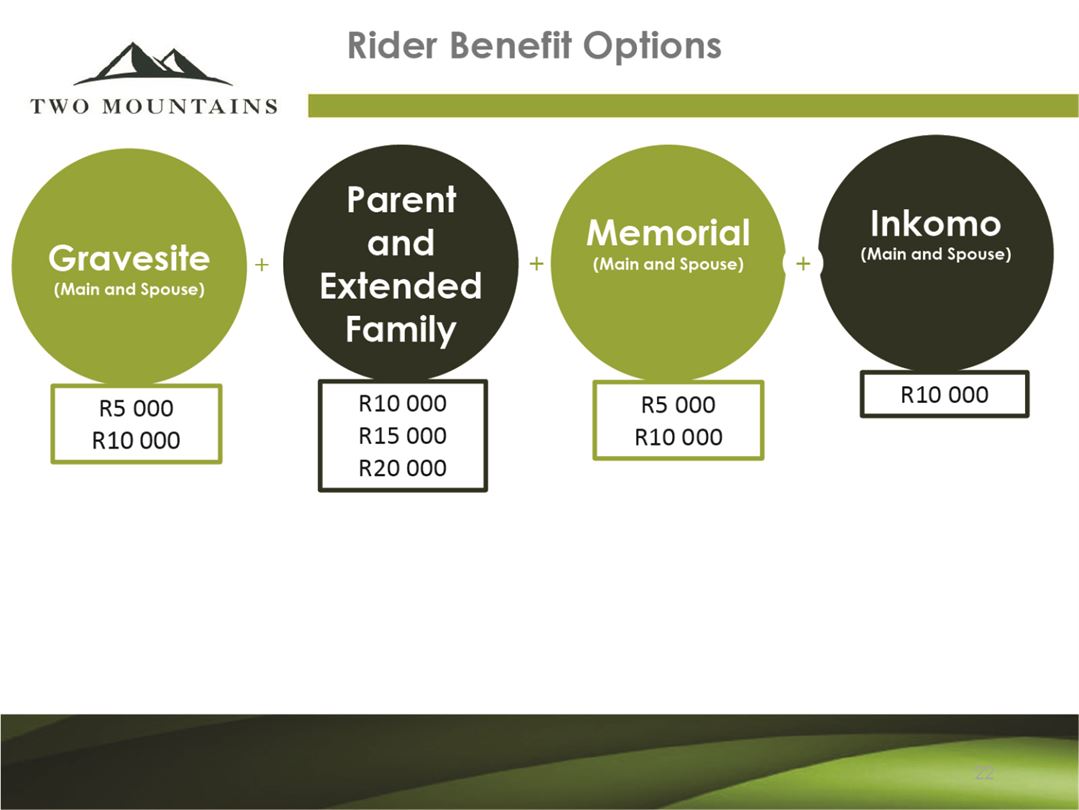 Rider Benefit Options
TWO MOUNTAINS
Gravesite
(Main and Spouse)
+
Parent
and
Extended
Family
+
Memorial
(Main and Spouse)
+
Inkomo
(Main and Spouse)
R5 000
R10 000
R10 000
R15 000
R20 000
R5 000
R10 000
R10 000
22